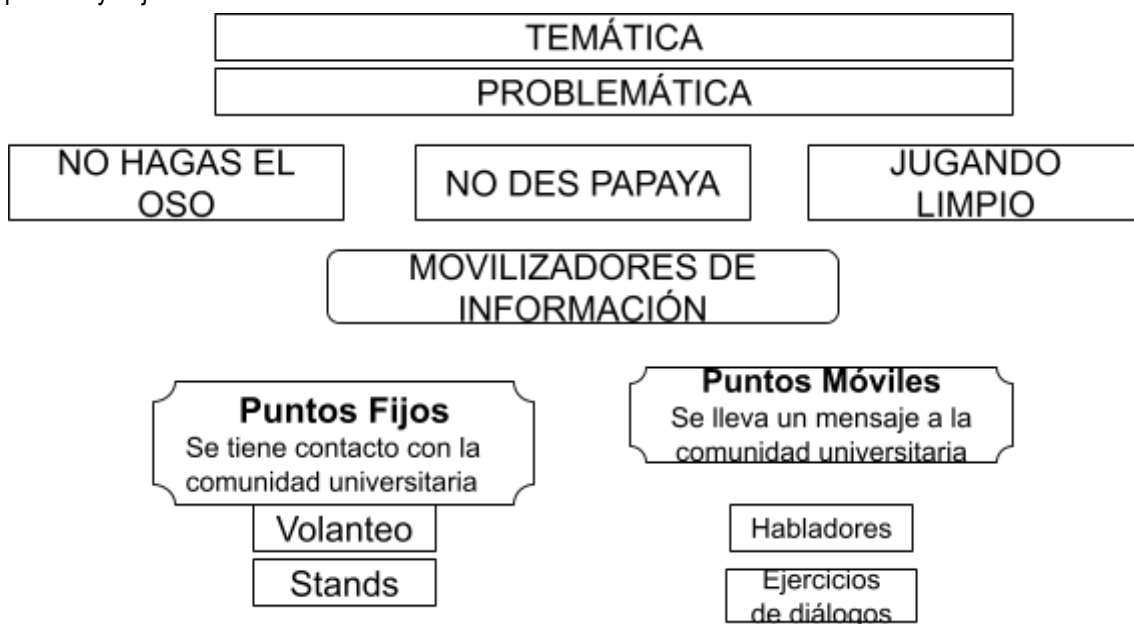 TEMÁTICA
PROBLEMÁTICA
NO HAGAS EL
OSO
NO DES PAPAYA
JUGANDO
LIMPIO
MOVILIZADORES DE
INFORMACIÓN
Puntos Fijos
Se tiene contacto con la
comunidad universitaria
Volanteo
Stands
Puntos Móviles
Se lleva un mensaje a la
comunidad universitaria
Habladores
Ejercicios
de diálogos